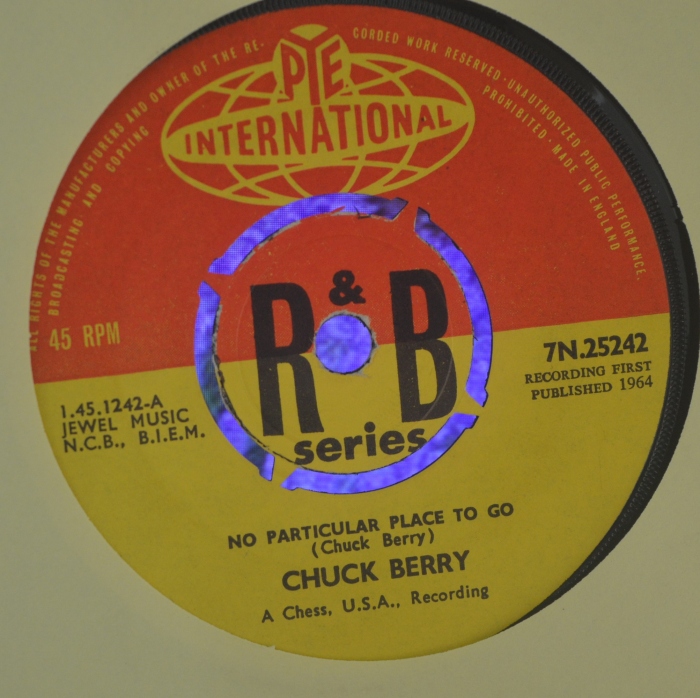 ALL RIGHTS OF THE MANUFACTURERS AND OWNER OF THE RE-
CORDED WORK RESERVED·UNAUTHORIZED PUBLIC PERFORMANCE.
BROADCASTING AND COPYING
PROHIBITED·MADE IN ENGLAND
PYE
INTERNATIONAL
45 RPM
R & B
series
7N.25242
RECORDING FIRST
PUBLISHED 1964
1.45.1242-A
JEWEL MUSIC
N.C.B., B.I.E.M.
NO PARTICULAR PLACE TO GO
(Chuck Berry)
CHUCK BERRY
A Chess, U.S.A., Recording